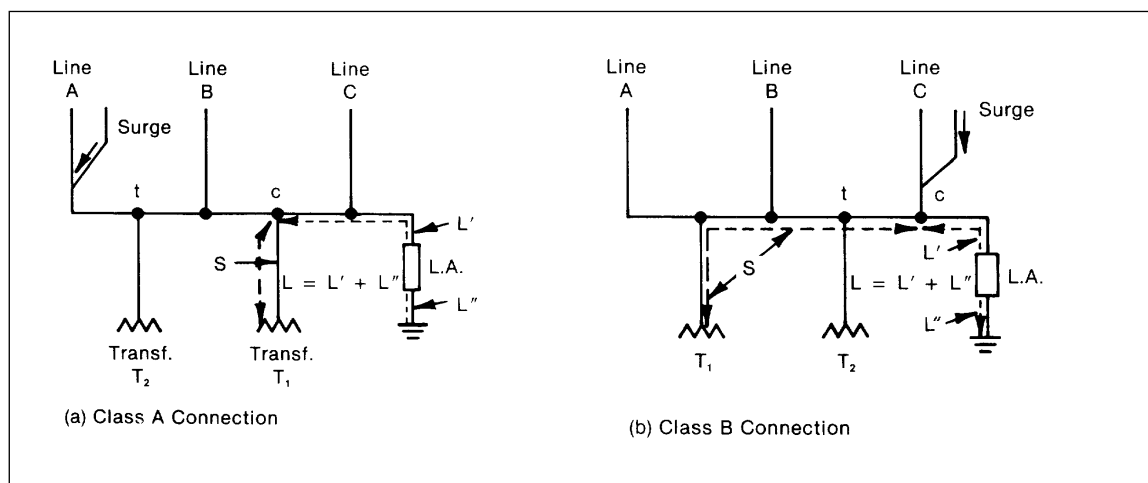 Line
A
Line
B
Line
C
Surge
t
c
L′
S
L = L′ + L″
L.A.
L″
Transf.
T₂
Transf.
T₁
(a) Class A Connection
Line
A
Line
B
Line
C
Surge
t
c
L′
S
L = L′ + L″
L.A.
L″
T₁
T₂
(b) Class B Connection